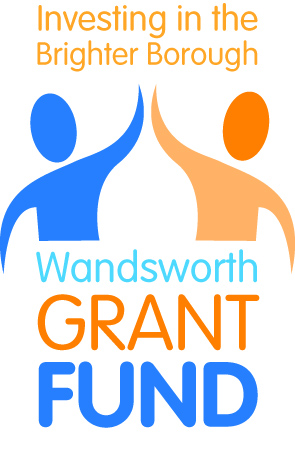 Investing in the
Brighter Borough
Wandsworth
GRANT
FUND